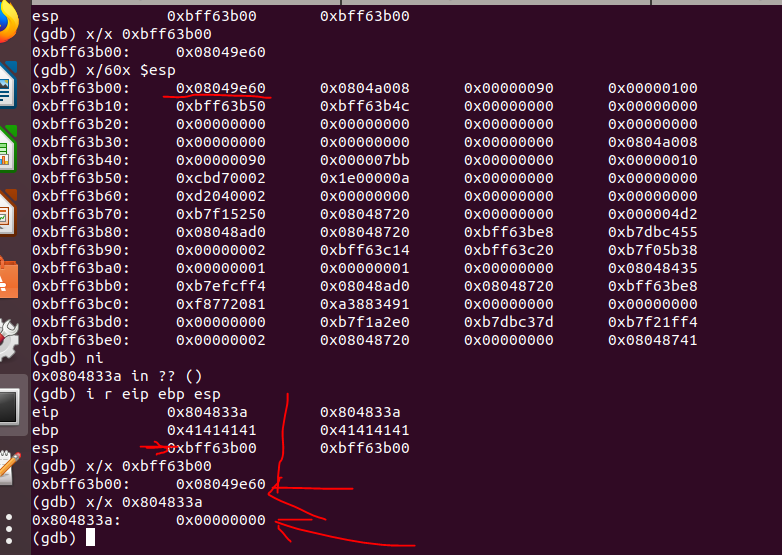 esp 0xbff63b00 0xbff63b00
(gdb) x/x 0xbff63b00
0xbff63b00: 0x08049e60
(gdb) x/60x $esp
0xbff63b00: 0x08049e60 0x0804a008 0x00000090 0x00000100
0xbff63b10: 0xbff63b50 0xbff63b4c 0x00000000 0x00000000
0xbff63b20: 0x00000000 0x00000000 0x00000000 0x00000000
0xbff63b30: 0x00000000 0x00000000 0x00000000 0x0804a008
0xbff63b40: 0x00000090 0x000007bb 0x00000000 0x00000010
0xbff63b50: 0xcbd70002 0x1e00000a 0x00000000 0x00000000
0xbff63b60: 0xd2040002 0x00000000 0x00000000 0x00000000
0xbff63b70: 0xb7f15250 0x08048720 0x00000000 0x000004d2
0xbff63b80: 0x08048ad0 0x00000000 0xbff63be8 0xb7dbc455
0xbff63b90: 0x00000002 0xbff63c14 0xbff63c20 0xb7f05b38
0xbff63ba0: 0x00000001 0x00000001 0x00000000 0x08048435
0xbff63bb0: 0xb7efcff4 0x08048ad0 0x08048720 0xbff63be8
0xbff63bc0: 0xf8772081 0xa3883491 0x00000000 0x00000000
0xbff63bd0: 0x00000000 0xb7f1a2e0 0xb7dbc37d 0xb7f21ff4
0xbff63be0: 0x00000002 0x08048720 0x00000000 0x08048741
(gdb) ni
0x0804833a in ?? ()
(gdb) i r eip ebp esp
eip 0x804833a 0x804833a
ebp 0x41414141 0x41414141
esp 0xbff63b00 0xbff63b00
(gdb) x/x 0xbff63b00
0xbff63b00: 0x08049e60
(gdb) x/x 0x804833a
0x804833a: 0x00000000
(gdb)